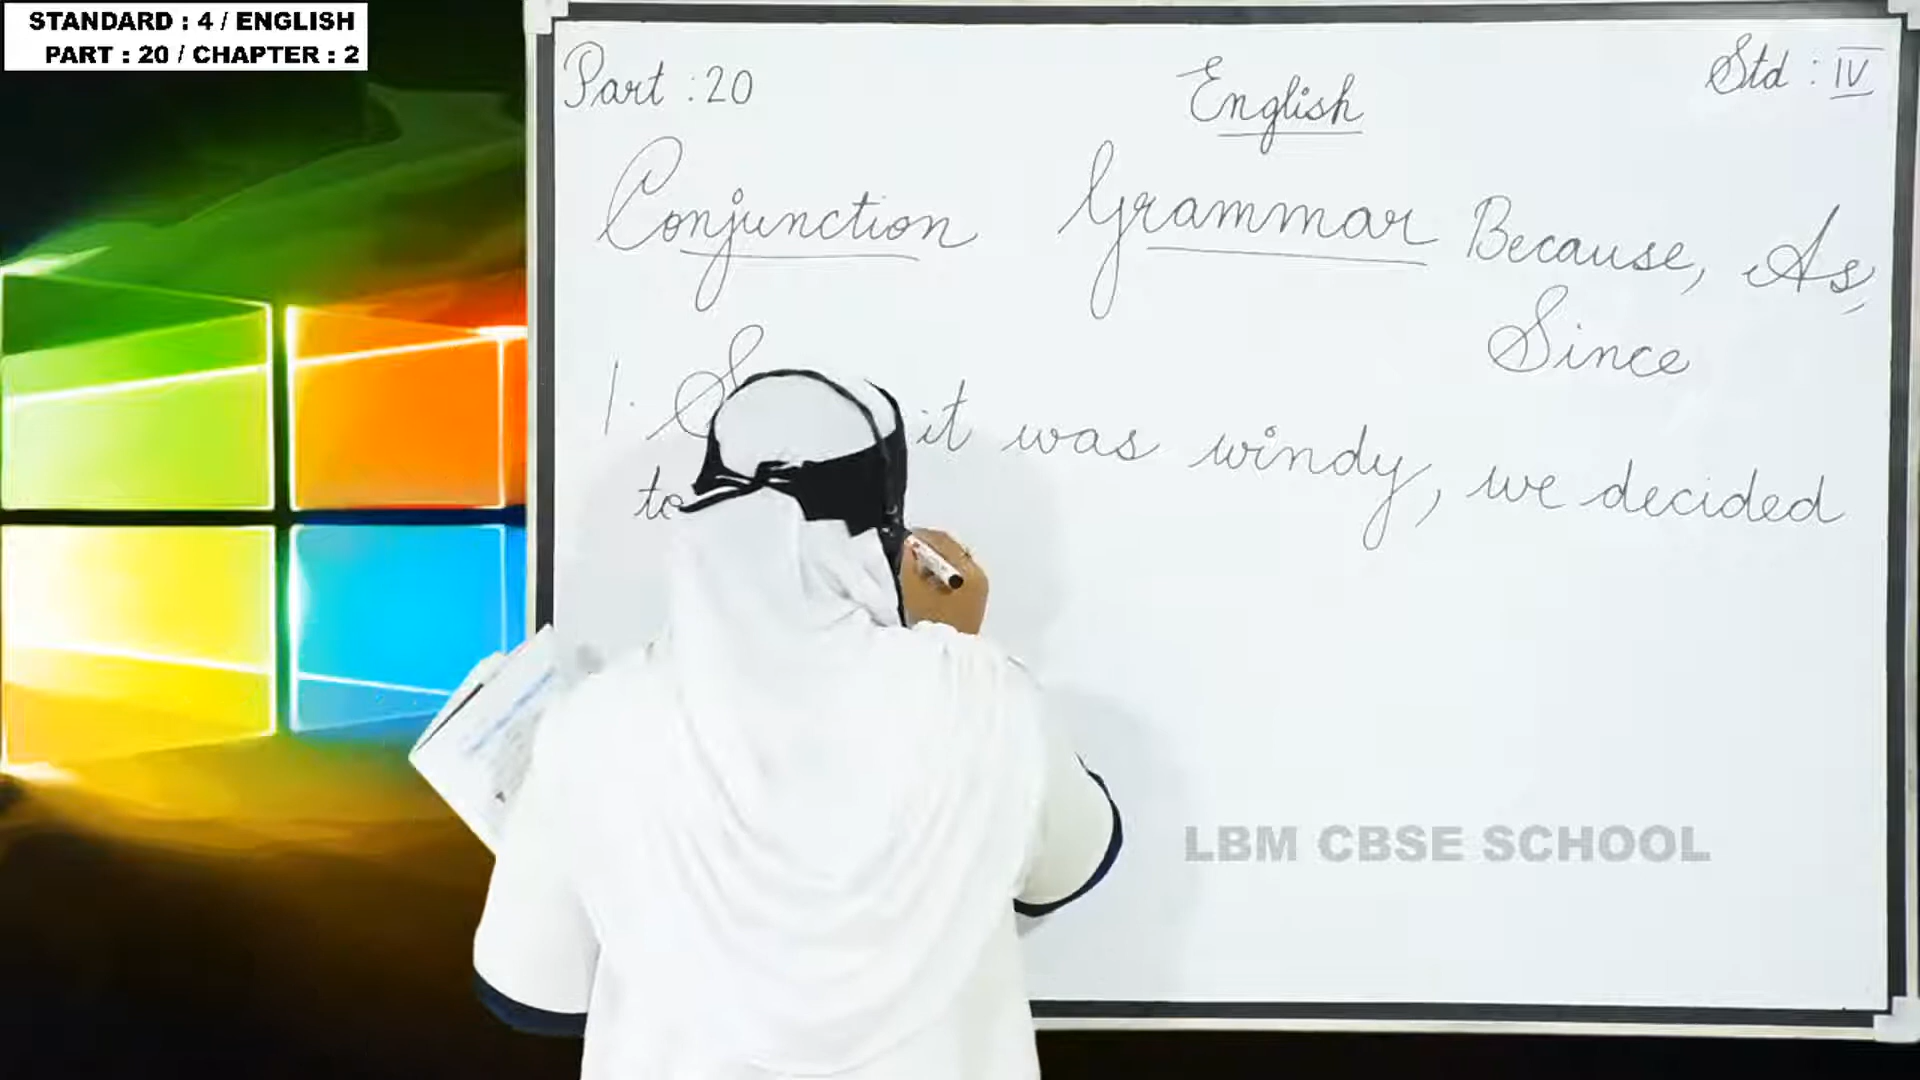 STANDARD : 4 / ENGLISH
PART : 20 / CHAPTER : 2
Part : 20
English
Std : IV
Conjunction
Grammar
Because, As,
Since
1. it was windy, we decided
to
LBM CBSE SCHOOL